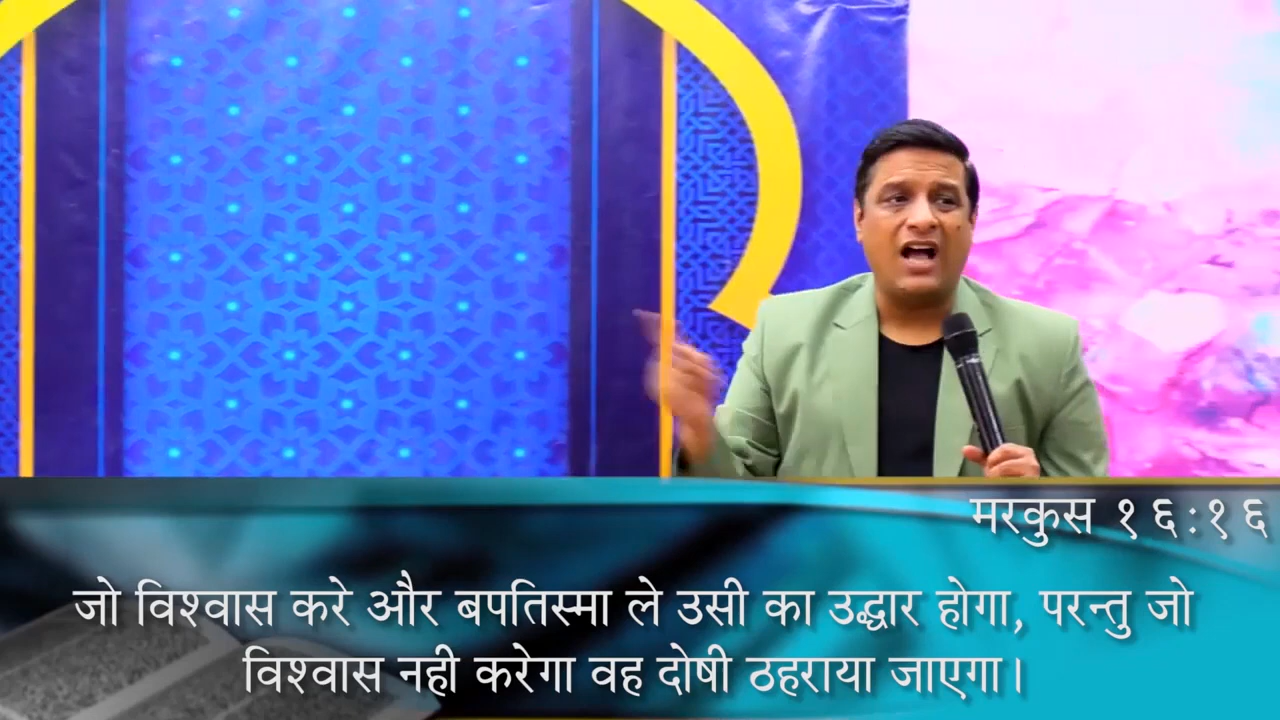 मरकुस १६:१६
जो विश्वास करे और बपतिस्मा ले उसी का उद्धार होगा, परन्तु जो
विश्वास नही करेगा वह दोषी ठहराया जाएगा।